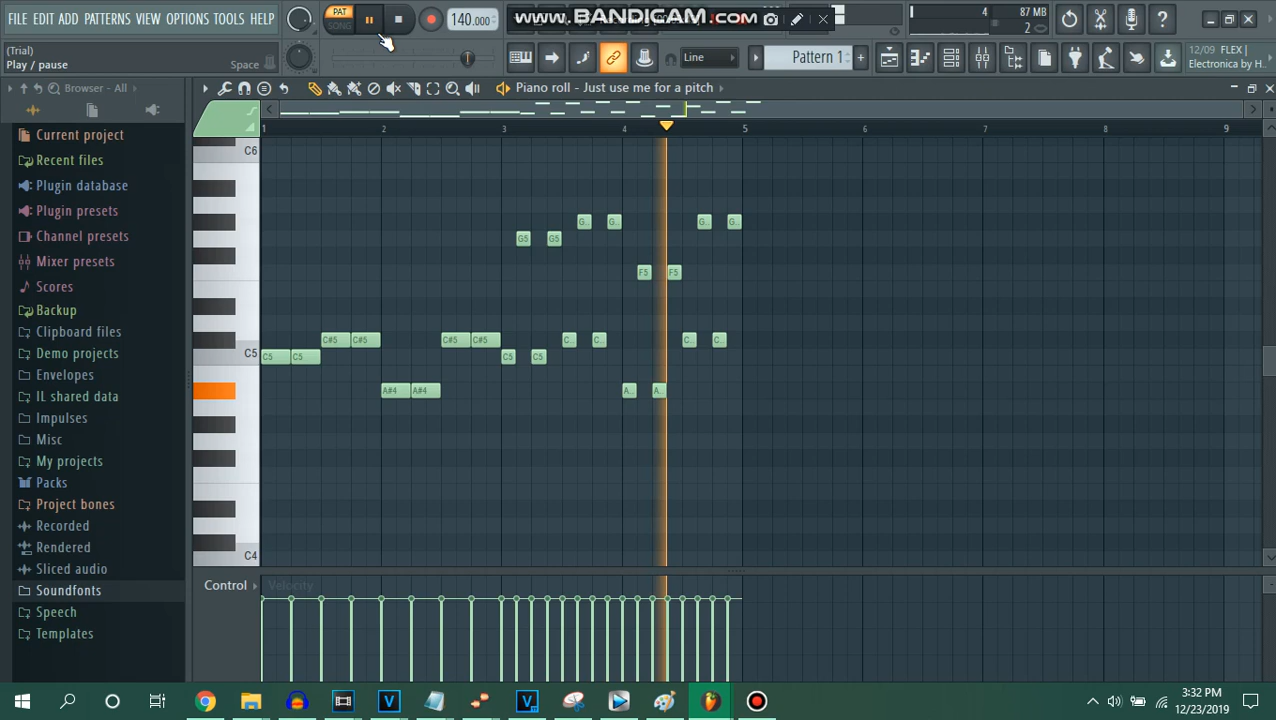 FILE EDIT ADD PATTERNS VIEW OPTIONS TOOLS HELP
PAT
SONG
140.000
www.BANDICAM.com
4
87 MB
2
(Trial)
Play / pause
Space
Line
Pattern 1
12/09 FLEX |
Electronica by H..
Browser - All
Piano roll - Just use me for a pitch
Current project
Recent files
Plugin database
Plugin presets
Channel presets
Mixer presets
Scores
Backup
Clipboard files
Demo projects
Envelopes
IL shared data
Impulses
Misc
My projects
Packs
Project bones
Recorded
Rendered
Sliced audio
Soundfonts
Speech
Templates
1 2 3 4 5 6 7 8 9
C6
G.. G.. G.. G..
G5 G5
F5 F5
C#5 C#5 C#5 C#5 C.. C.. C.. C..
C5
C5 C5 C5 C5
A#4 A#4 A.. A
C4
Control
Velocity
3:32 PM
12/23/2019